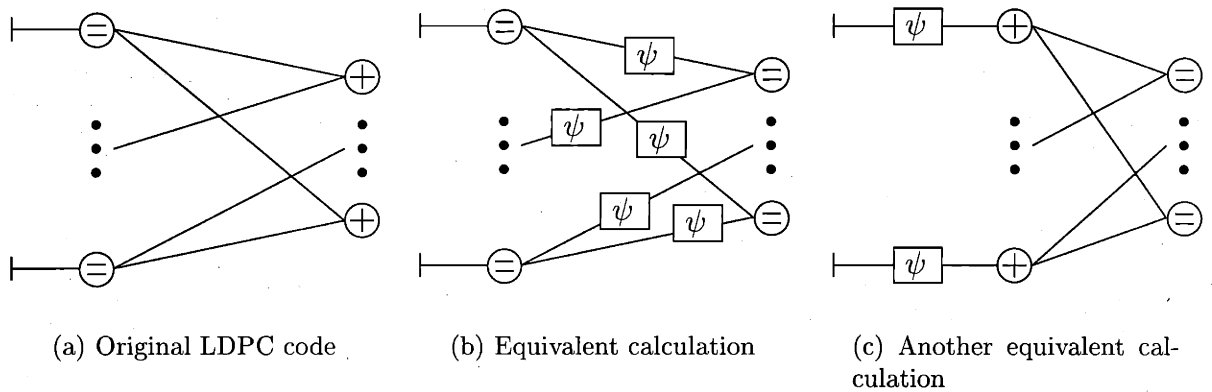 = = ψ + 
ψ
+ = =
ψ
ψ
ψ
+ = =
= = ψ +
ψ
(a) Original LDPC code (b) Equivalent calculation (c) Another equivalent cal-
culation